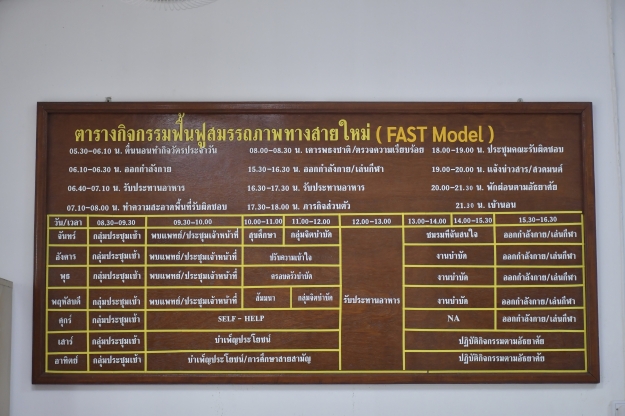 ตารางกิจกรรมฟื้นฟูสมรรถภาพทางสายใหม่ ( FAST Model )
05.30-06.10 น. ตื่นนอนทำกิจวัตรประจำวัน 08.00-08.30 น. เคารพธงชาติ/ตรวจความเรียบร้อย 18.00-19.00 น. ประชุมคณะรับผิดชอบ
06.10-06.30 น. ออกกำลังกาย 15.30-16.30 น. ออกกำลังกาย/เล่นกีฬา 19.00-20.00 น. แจ้งข่าวสาร/สวดมนต์
06.40-07.10 น. รับประทานอาหาร 16.30-17.30 น. รับประทานอาหาร 20.00-21.30 น. พักผ่อนตามอัธยาศัย
07.10-08.00 น. ทำความสะอาดพื้นที่รับผิดชอบ 17.30-18.00 น. ภารกิจส่วนตัว 21.30 น. เข้านอน
วัน/เวลา 08.30-09.30 09.30-10.00 10.00-11.00 11.00-12.00 12.00-13.00 13.00-14.00 14.00-15.30 15.30-16.30
จันทร์ กลุ่มประชุมเช้า พบแพทย์/ประชุมเจ้าหน้าที่ สุขศึกษา กลุ่มจิตบำบัด ชมรมที่ฉันสนใจ ออกกำลังกาย/เล่นกีฬา
อังคาร กลุ่มประชุมเช้า พบแพทย์/ประชุมเจ้าหน้าที่ ปรับความเข้าใจ งานบำบัด ออกกำลังกาย/เล่นกีฬา
พุธ กลุ่มประชุมเช้า พบแพทย์/ประชุมเจ้าหน้าที่ ครอบครัวบำบัด งานบำบัด ออกกำลังกาย/เล่นกีฬา
พฤหัสบดี กลุ่มประชุมเช้า พบแพทย์/ประชุมเจ้าหน้าที่ สัมมนา กลุ่มจิตบำบัด รับประทานอาหาร งานบำบัด ออกกำลังกาย/เล่นกีฬา
ศุกร์ กลุ่มประชุมเช้า SELF - HELP NA ออกกำลังกาย/เล่นกีฬา
เสาร์ กลุ่มประชุมเช้า บำเพ็ญประโยชน์ ปฏิบัติกิจกรรมตามอัธยาศัย
อาทิตย์ กลุ่มประชุมเช้า บำเพ็ญประโยชน์/การศึกษาสายสามัญ ปฏิบัติกิจกรรมตามอัธยาศัย